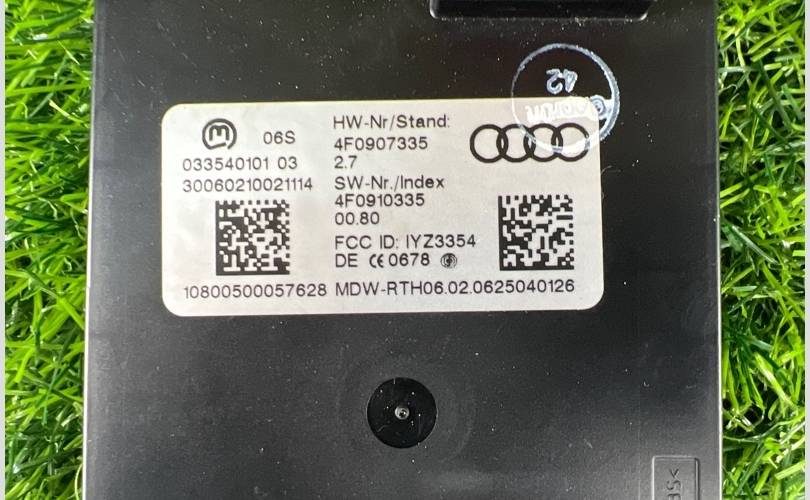 06S
033540101 03
30060210021114
HW-Nr/Stand:
4F0907335
2.7
SW-Nr./Index
4F0910335
00.80
FCC ID: IYZ3354
DE CE 0678
10800500057628 MDW-RTH06.02.0625040126
42